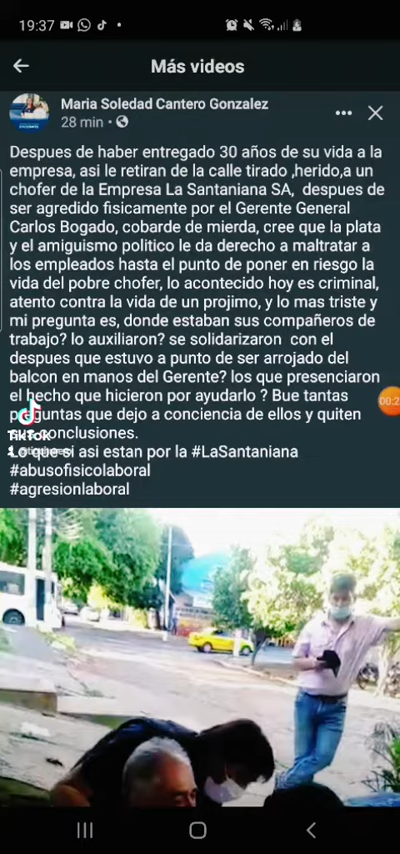 19:37
Más videos
Maria Soledad Cantero Gonzalez
28 min
Despues de haber entregado 30 años de su vida a la
empresa, asi le retiran de la calle tirado ,herido,a un
chofer de la Empresa La Santaniana SA, despues de
ser agredido fisicamente por el Gerente General
Carlos Bogado, cobarde de mierda, cree que la plata
y el amiguismo politico le da derecho a maltratar a
los empleados hasta el punto de poner en riesgo la
vida del pobre chofer, lo acontecido hoy es criminal,
atento contra la vida de un projimo, y lo mas triste y
mi pregunta es, donde estaban sus compañeros de
trabajo? lo auxiliaron? se solidarizaron con el
despues que estuvo a punto de ser arrojado del
balcon en manos del Gerente? los que presenciaron
el hecho que hicieron por ayudarlo ? Bue tantas
preguntas que dejo a conciencia de ellos y quiten
conclusiones.
TikTok
Lo que si asi estan por la #LaSantaniana
#abusofisicolaboral
#agresionlaboral
00:2